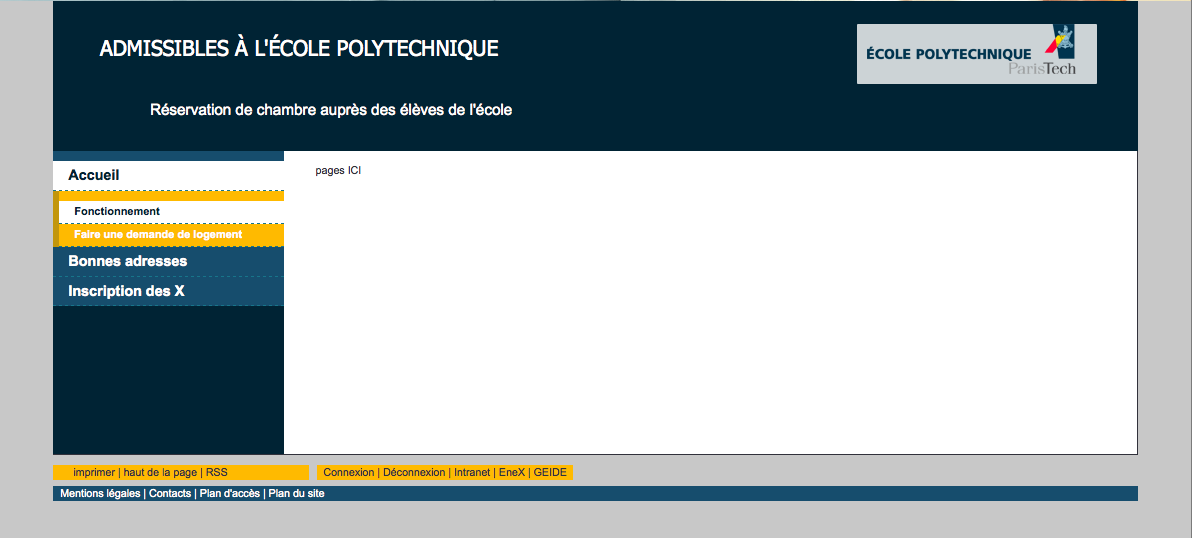 ADMISSIBLES À L'ÉCOLE POLYTECHNIQUE
ÉCOLE POLYTECHNIQUE
ParisTech
Réservation de chambre auprès des élèves de l'école
Accueil
Fonctionnement
Faire une demande de logement
Bonnes adresses
Inscription des X
pages ICI
imprimer | haut de la page | RSS
Connexion | Déconnexion | Intranet | EneX | GEIDE
Mentions légales | Contacts | Plan d'accès | Plan du site